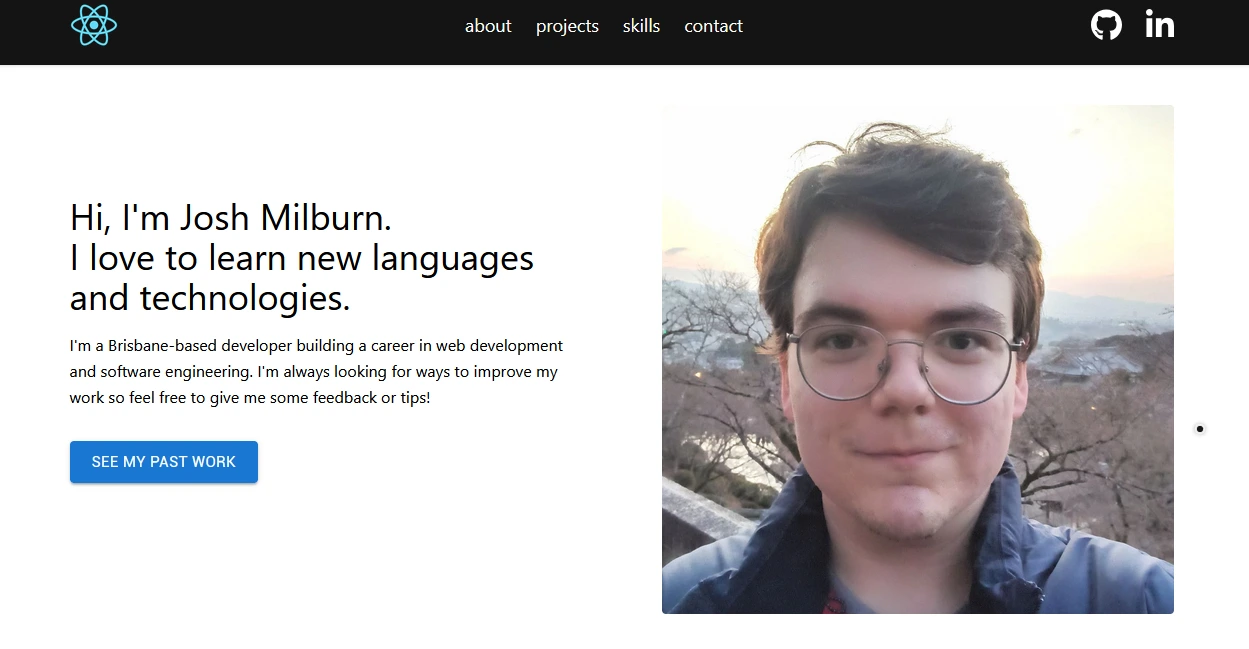 about projects skills contact
Hi, I'm Josh Milburn.
I love to learn new languages
and technologies.
I'm a Brisbane-based developer building a career in web development
and software engineering. I'm always looking for ways to improve my
work so feel free to give me some feedback or tips!
SEE MY PAST WORK